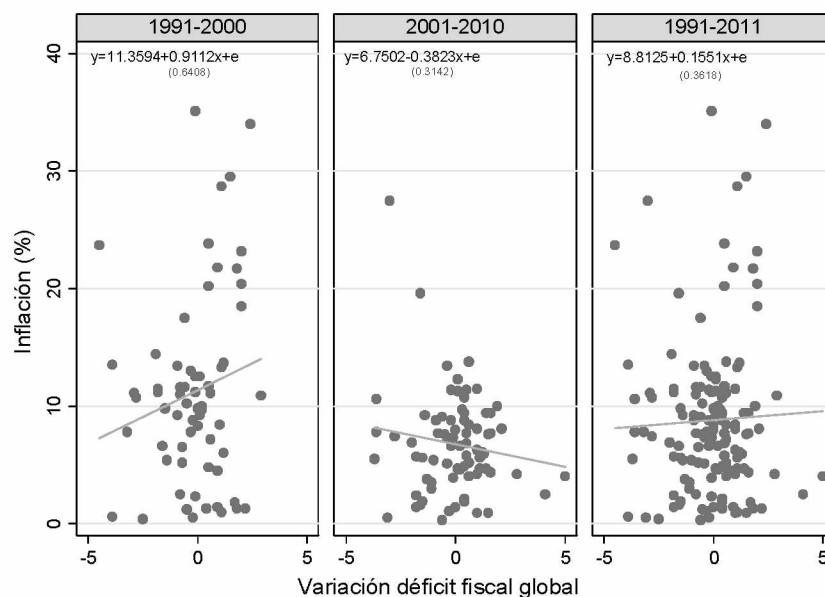 1991-2000
2001-2010
1991-2011
y=11.3594+0.9112x+e
(0.6408)
y=6.7502-0.3823x+e
(0.3142)
y=8.8125+0.1551x+e
(0.3618)
40
30
20
10
0
Inflación (%)
-5 0 5
-5 0 5
-5 0 5
Variación déficit fiscal global